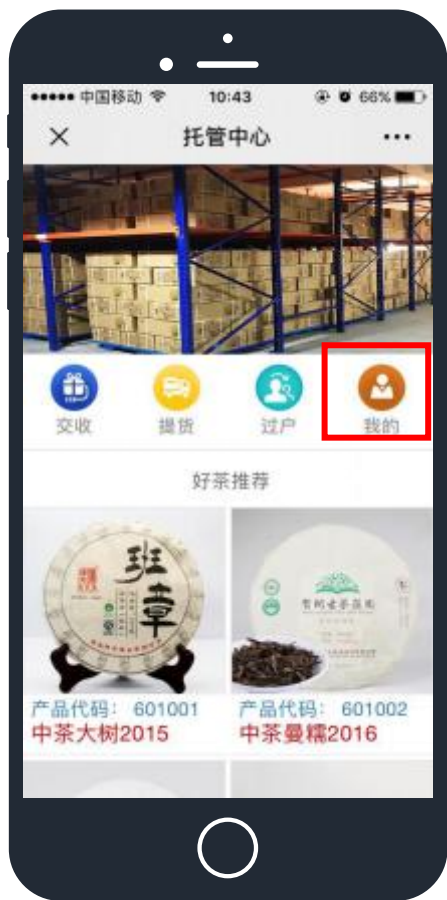 中国移动 10:43 66%
托管中心
交收 提货 过户 我的
好茶推荐
班
章
产品代码: 601001 产品代码: 601002
中茶大树2015 中茶曼糯2016